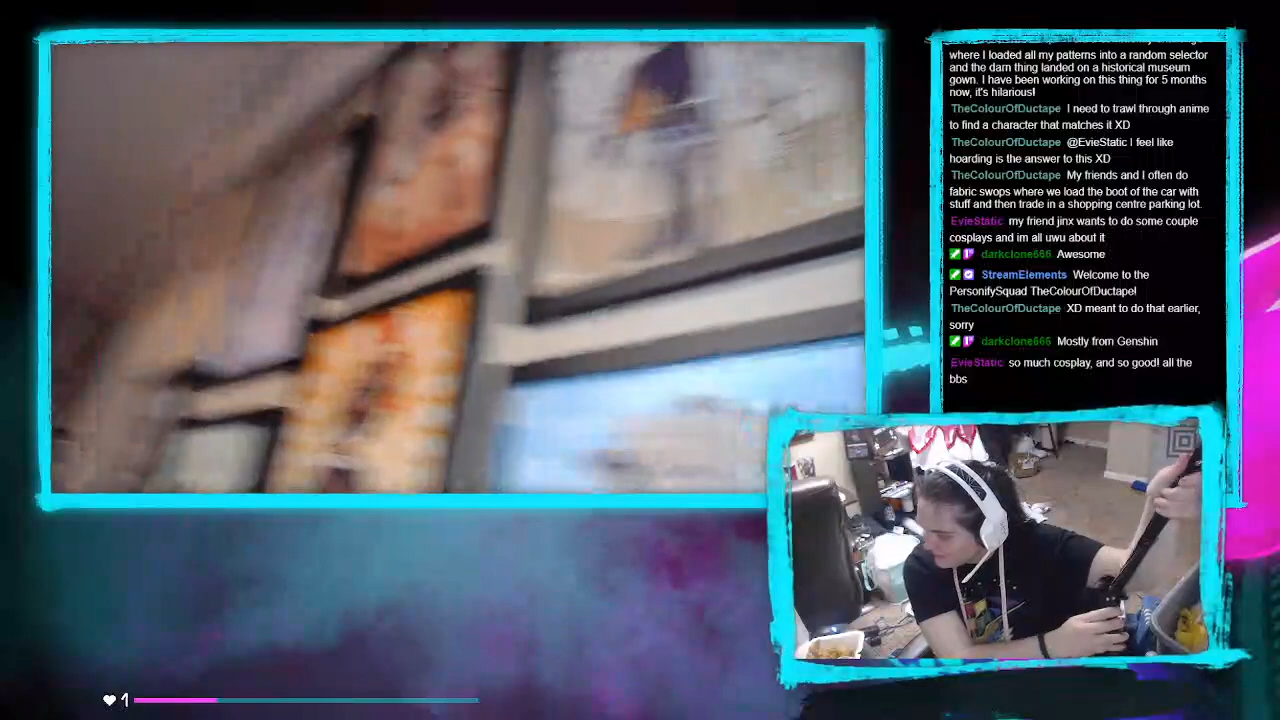 where I loaded all my patterns into a random selector
and the darn thing landed on a historical museum
gown. I have been working on this thing for 5 months
now, it's hilarious!
TheColourOfDuctape I need to trawl through anime
to find a character that matches it XD
TheColourOfDuctape @EvieStatic I feel like
hoarding is the answer to this XD
TheColourOfDuctape My friends and I often do
fabric swops where we load the boot of the car with
stuff and then trade in a shopping centre parking lot.
EvieStatic my friend jinx wants to do some couple
cosplays and im all uwu about it
darkclone666 Awesome
StreamElements Welcome to the
PersonifySquad TheColourOfDuctape!
TheColourOfDuctape XD meant to do that earlier,
sorry
darkclone666 Mostly from Genshin
EvieStatic so much cosplay, and so good! all the
bbs
1